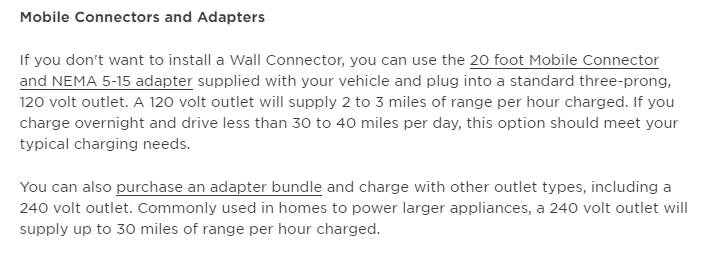 Mobile Connectors and Adapters
If you don't want to install a Wall Connector, you can use the 20 foot Mobile Connector
and NEMA 5-15 adapter supplied with your vehicle and plug into a standard three-prong,
120 volt outlet. A 120 volt outlet will supply 2 to 3 miles of range per hour charged. If you
charge overnight and drive less than 30 to 40 miles per day, this option should meet your
typical charging needs.
You can also purchase an adapter bundle and charge with other outlet types, including a
240 volt outlet. Commonly used in homes to power larger appliances, a 240 volt outlet will
supply up to 30 miles of range per hour charged.